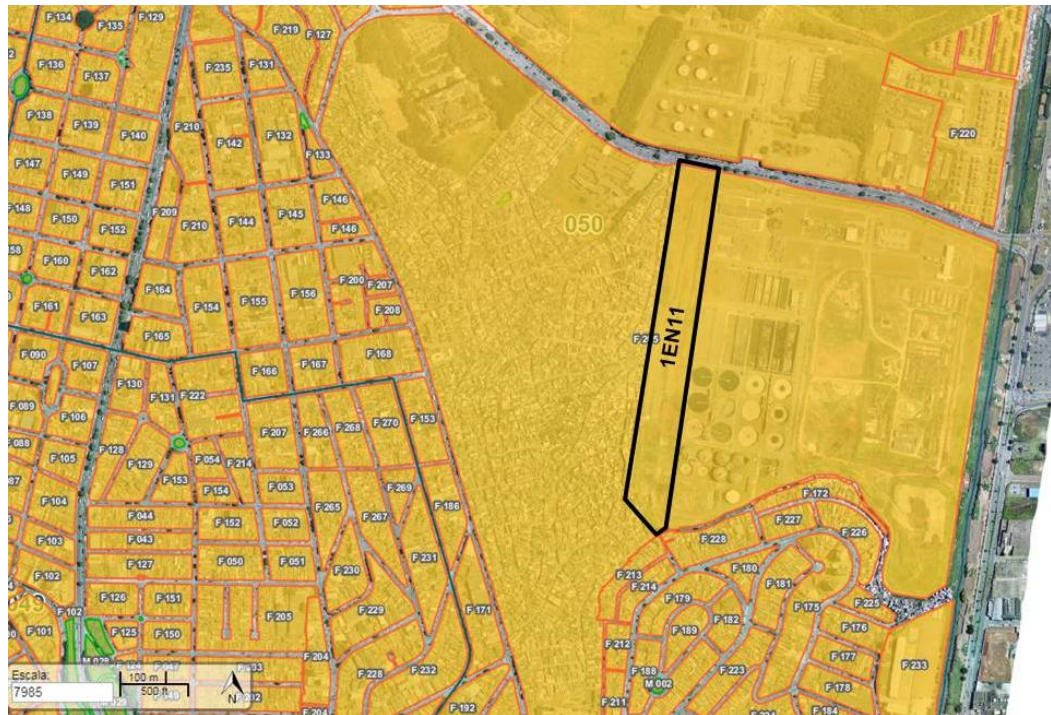 F 134
F 135
F 129
F 219
F 127
F 136
F 137
F 235
F 131
F 220
F 138
F 139
F 140
F 210
F 142
F 132
F 133
F 147
F 149
F 151
F 148
F 150
F 152
F 209
F 210
F 144
F 145
F 146
F 146
050
F 160
F 162
F 164
F 154
F 155
F 156
F 200
F 207
F 208
F 161
F 163
F 165
1EN11
F 090
F 107
F 166
F 167
F 168
F 130
F 131
F 222
F 089
F 106
F 207
F 266
F 268
F 270
F 153
F 128
F 129
F 054
F 214
F 105
F 153
F 154
F 053
F 269
F 104
F 044
F 152
F 052
F 265
F 267
F 186
F 172
F 227
F 226
F 228
F 103
F 043
F 127
F 050
F 051
F 230
F 231
F 180
F 181
F 213
F 214
F 102
F 126
F 151
F 229
F 171
F 179
F 175
F 225
F 102
F 101
F 125
F 150
F 205
F 189
F 182
F 176
F 212
F 204
F 232
F 188
F 223
F 177
F 233
M 028
F 228
M 002
F 178
F 192
F 211
F 184
F 204
Escala:
7985
100 m
500 ft
N